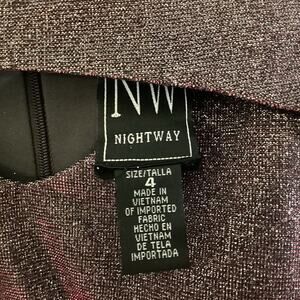 NW
NIGHTWAY
SIZE/TALLA
4
MADE IN
VIETNAM
OF IMPORTED
FABRIC
HECHO EN
VIETNAM
DE TELA
IMPORTADA